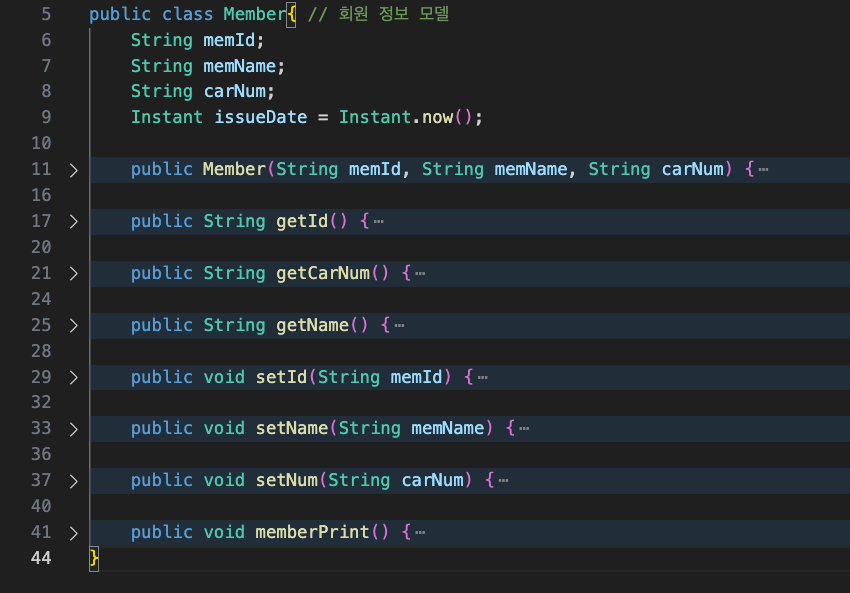 5 public class Member{ // 회원 정보 모델
6 String memId;
7 String memName;
8 String carNum;
9 Instant issueDate = Instant.now();
10
11 > public Member(String memId, String memName, String carNum) {⋯
16
17 > public String getId() {⋯
20
21 > public String getCarNum() {⋯
24
25 > public String getName() {⋯
28
29 > public void setId(String memId) {⋯
32
33 > public void setName(String memName) {⋯
36
37 > public void setNum(String carNum) {⋯
40
41 > public void memberPrint() {⋯
44 }